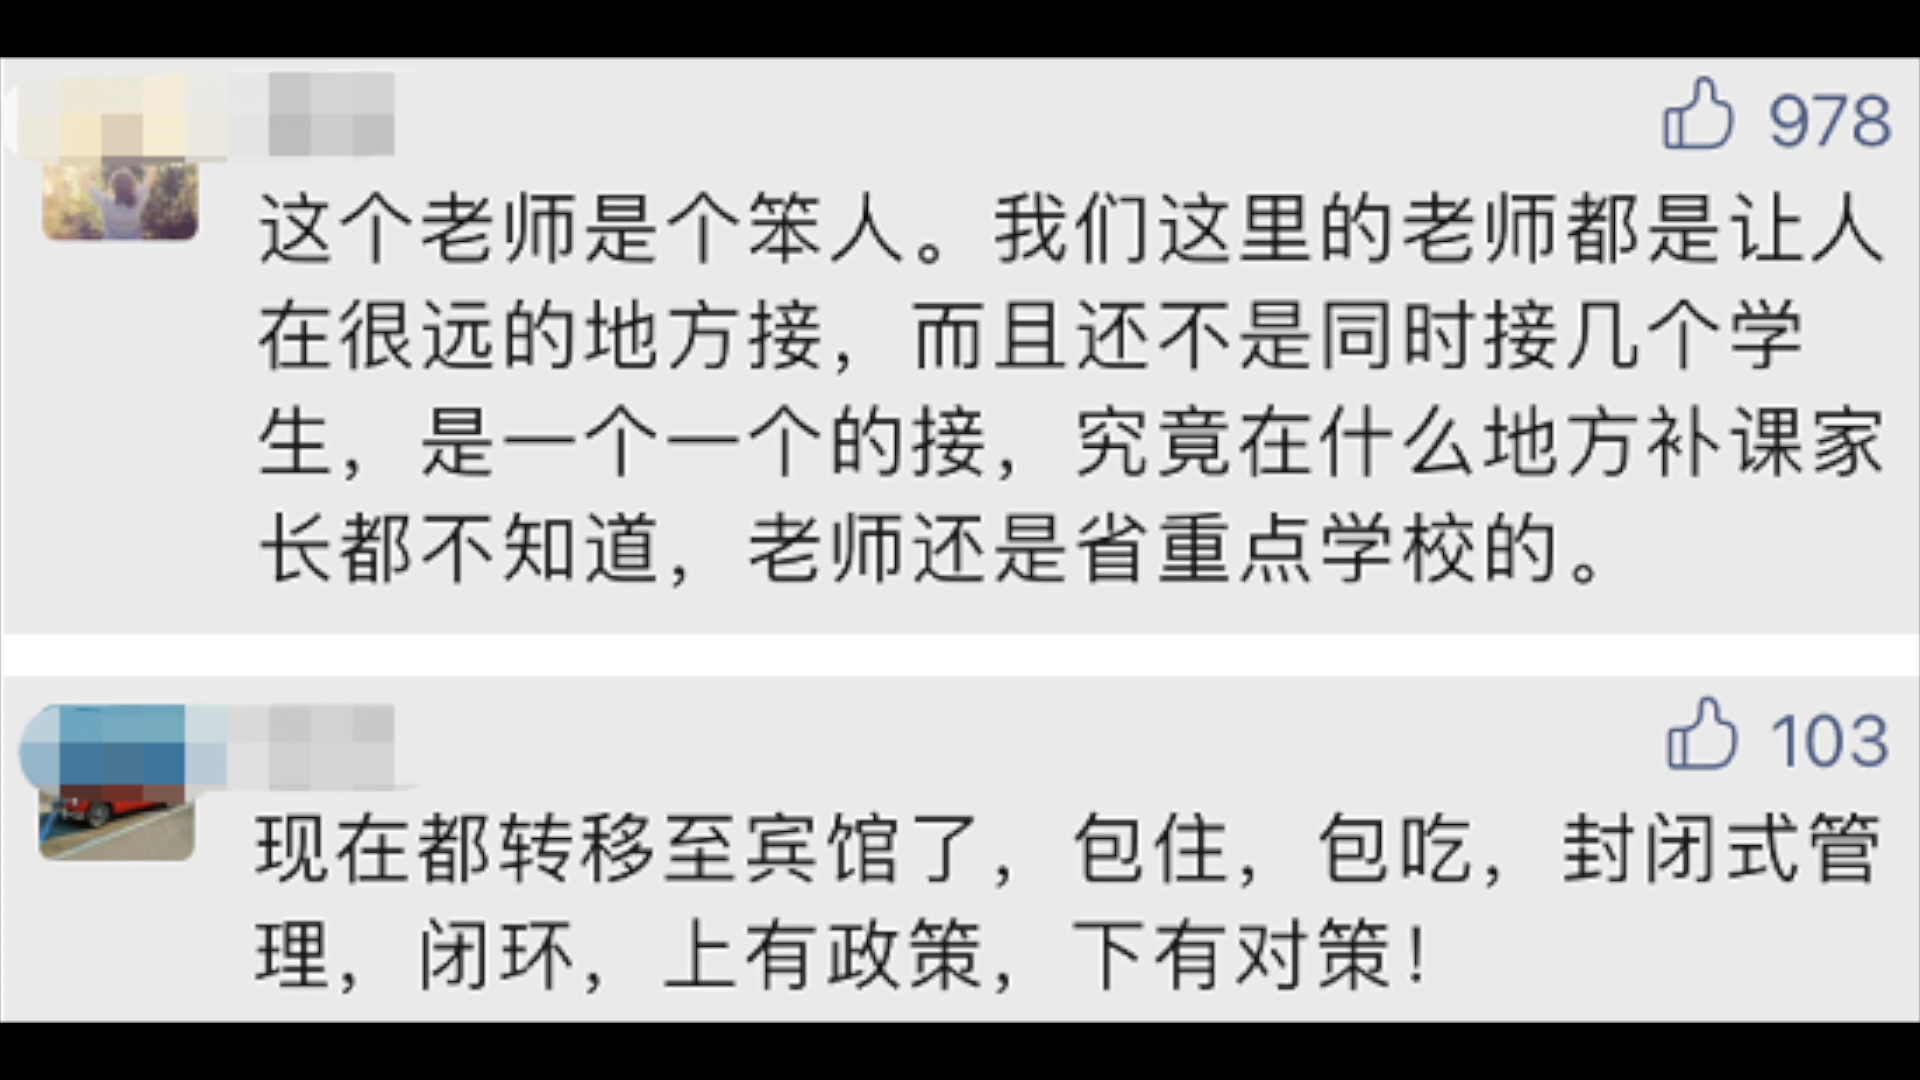 978
这个老师是个笨人。我们这里的老师都是让人
在很远的地方接，而且还不是同时接几个学
生，是一个一个的接，究竟在什么地方补课家
长都不知道，老师还是省重点学校的。
103
现在都转移至宾馆了，包住，包吃，封闭式管
理，闭环，上有政策，下有对策！